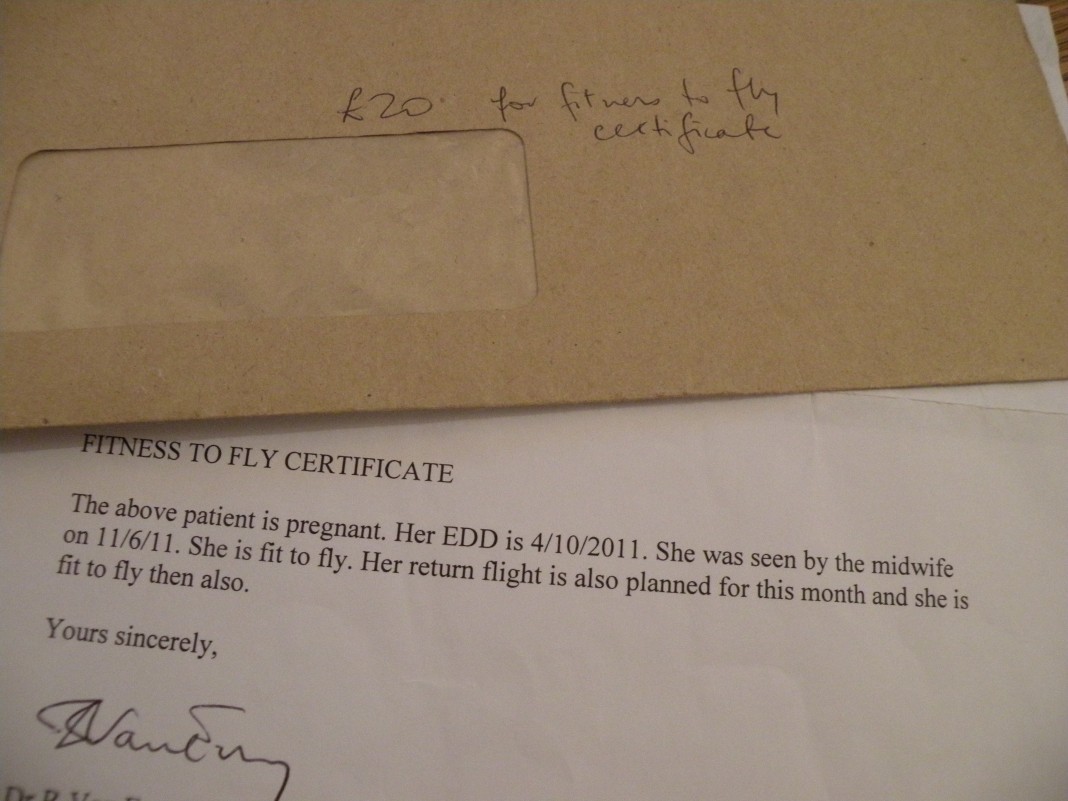 £20 for fitness to fly
certificate
FITNESS TO FLY CERTIFICATE
The above patient is pregnant. Her EDD is 4/10/2011. She was seen by the midwife
on 11/6/11. She is fit to fly. Her return flight is also planned for this month and she is
fit to fly then also.
Yours sincerely,